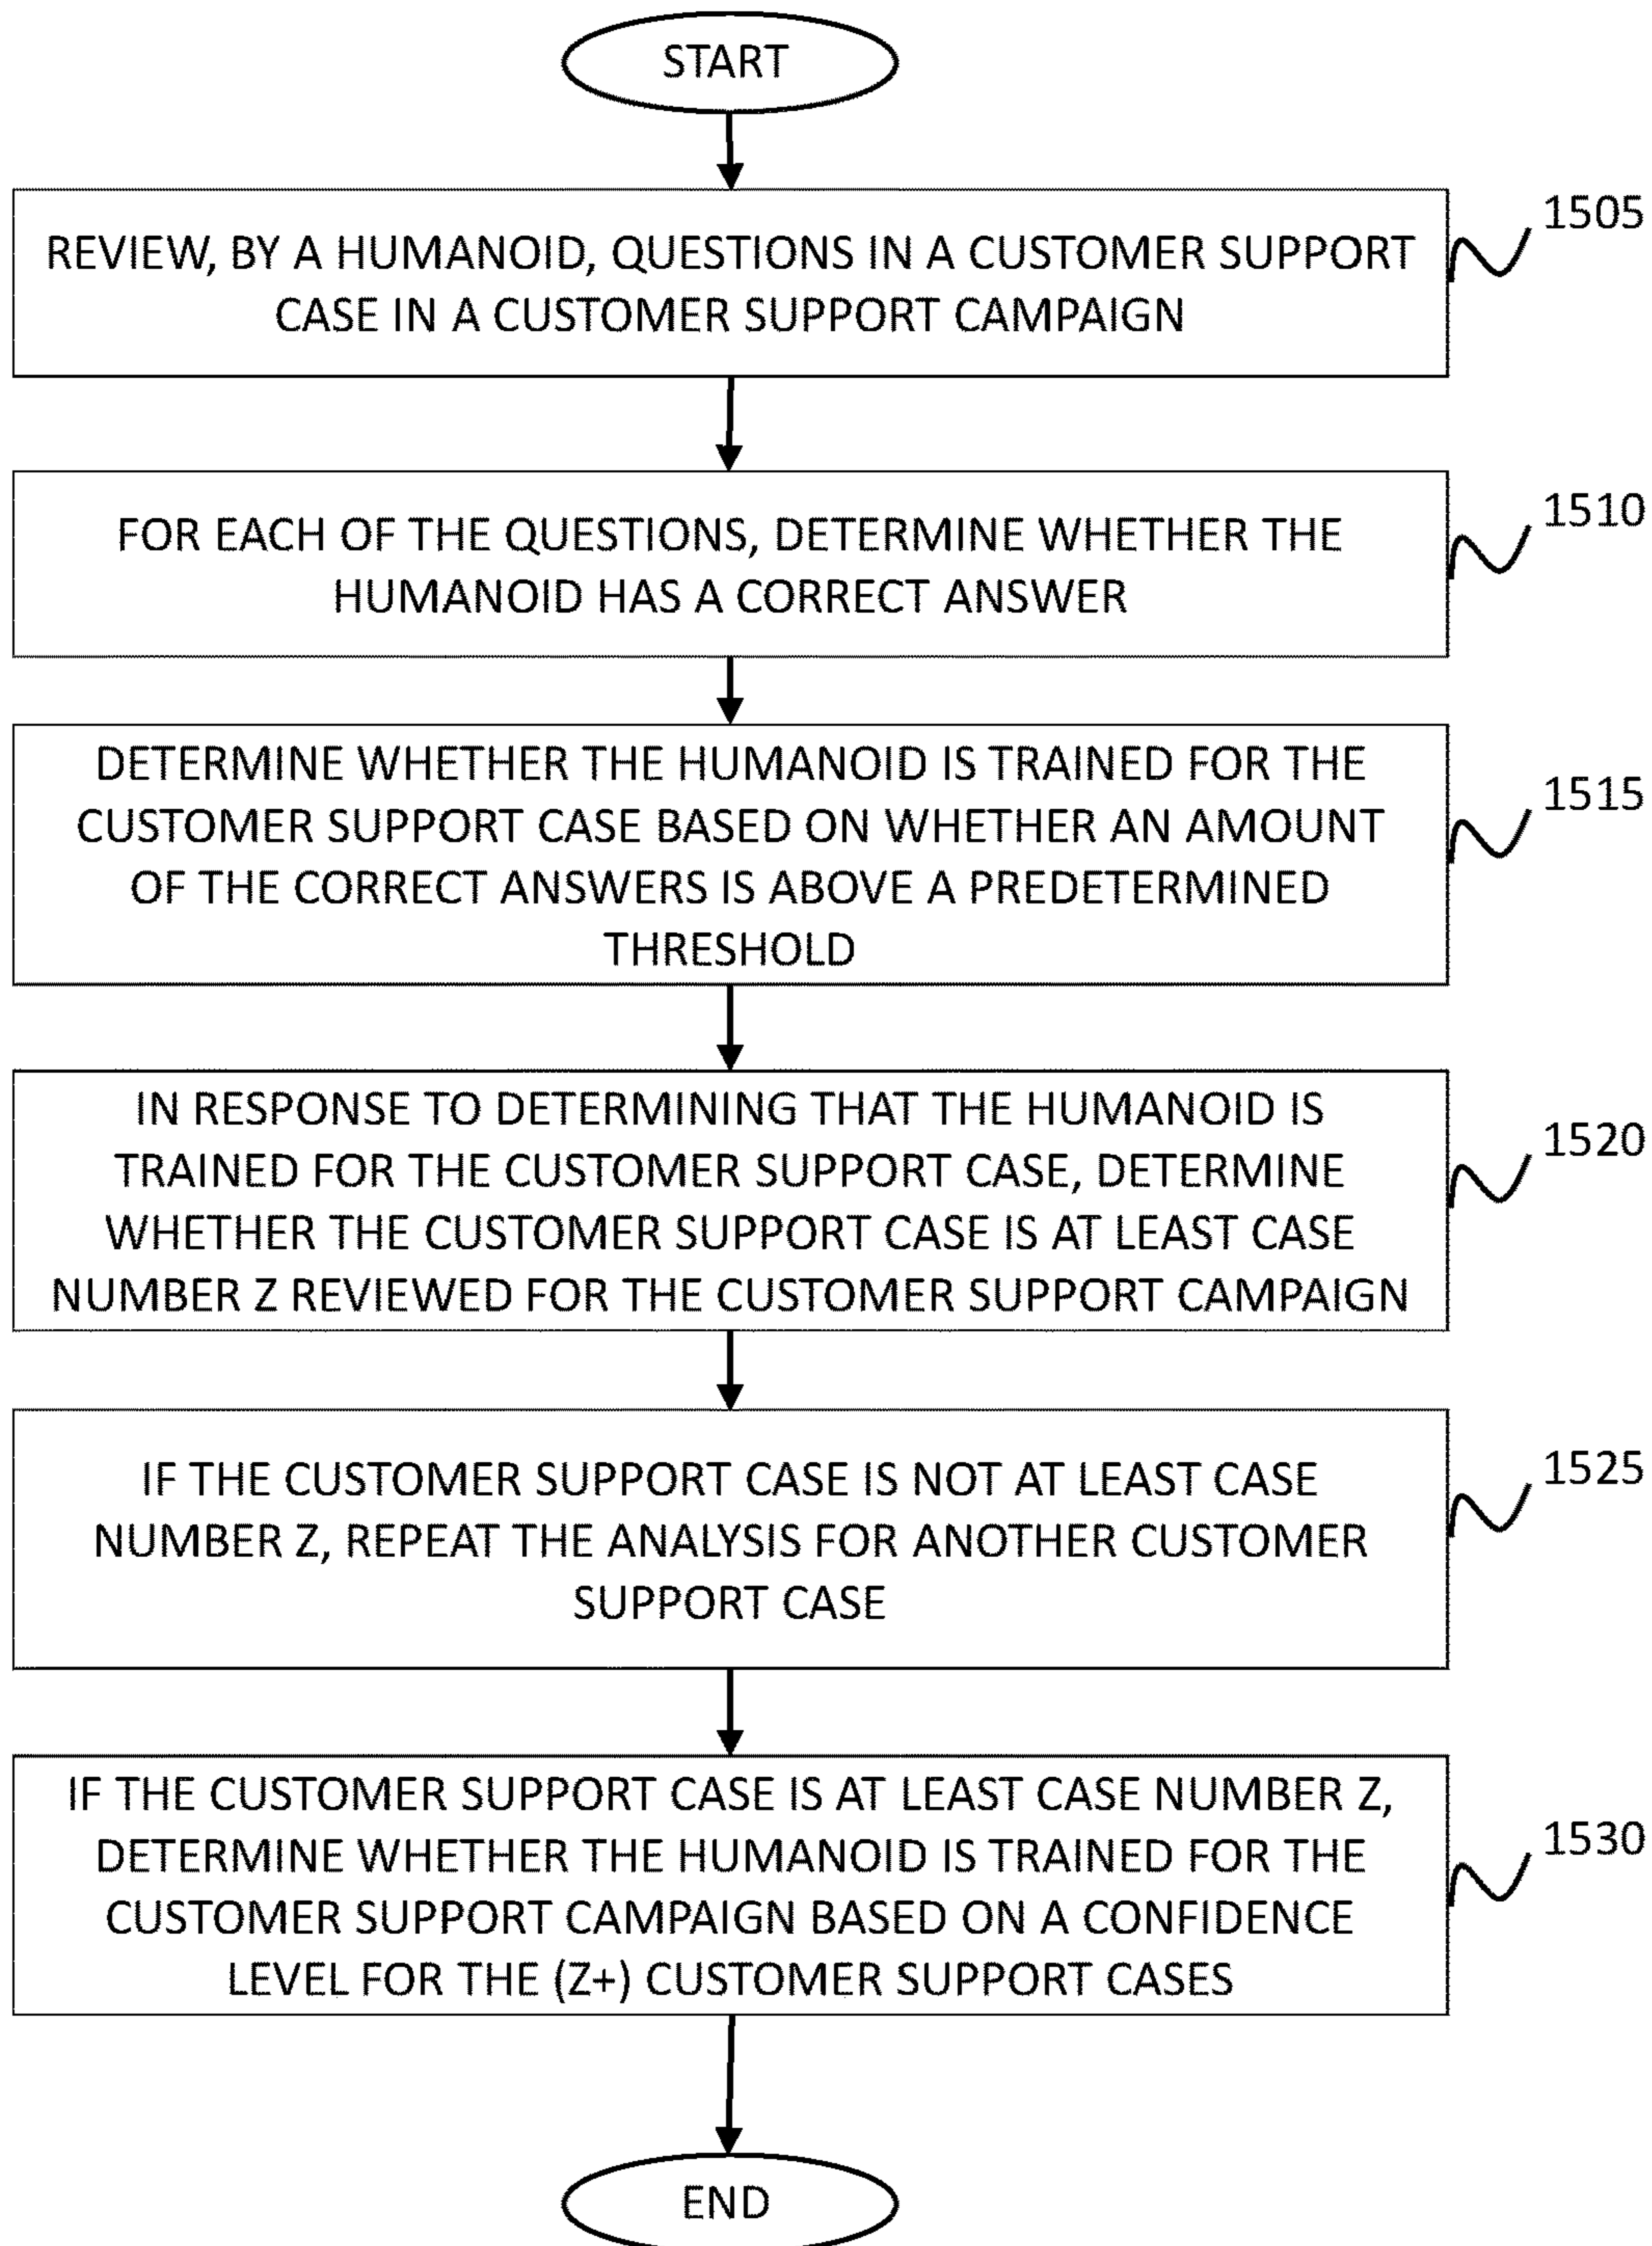 START
REVIEW, BY A HUMANOID, QUESTIONS IN A CUSTOMER SUPPORT
CASE IN A CUSTOMER SUPPORT CAMPAIGN
1505
FOR EACH OF THE QUESTIONS, DETERMINE WHETHER THE
HUMANOID HAS A CORRECT ANSWER
1510
DETERMINE WHETHER THE HUMANOID IS TRAINED FOR THE
CUSTOMER SUPPORT CASE BASED ON WHETHER AN AMOUNT
OF THE CORRECT ANSWERS IS ABOVE A PREDETERMINED
THRESHOLD
1515
IN RESPONSE TO DETERMINING THAT THE HUMANOID IS
TRAINED FOR THE CUSTOMER SUPPORT CASE, DETERMINE
WHETHER THE CUSTOMER SUPPORT CASE IS AT LEAST CASE
NUMBER Z REVIEWED FOR THE CUSTOMER SUPPORT CAMPAIGN
1520
IF THE CUSTOMER SUPPORT CASE IS NOT AT LEAST CASE
NUMBER Z, REPEAT THE ANALYSIS FOR ANOTHER CUSTOMER
SUPPORT CASE
1525
IF THE CUSTOMER SUPPORT CASE IS AT LEAST CASE NUMBER Z,
DETERMINE WHETHER THE HUMANOID IS TRAINED FOR THE
CUSTOMER SUPPORT CAMPAIGN BASED ON A CONFIDENCE
LEVEL FOR THE (Z+) CUSTOMER SUPPORT CASES
1530
END